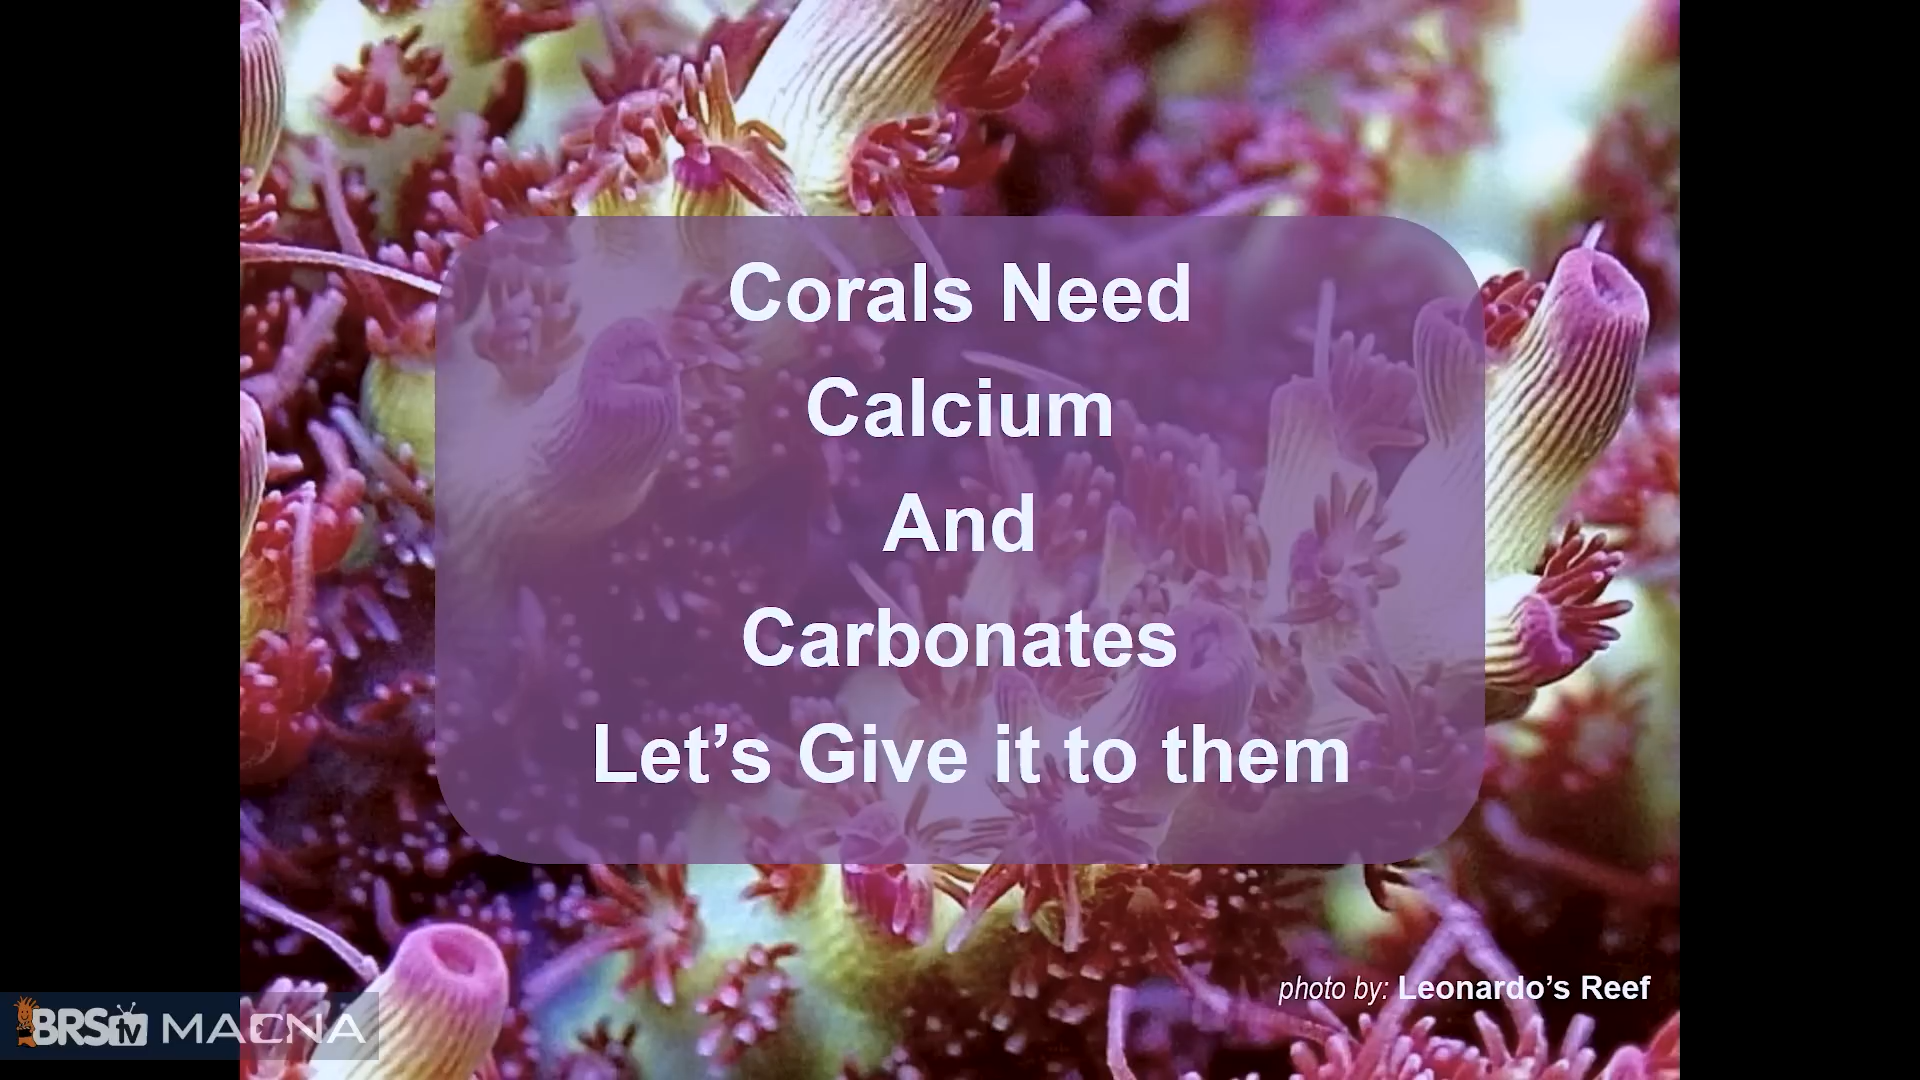 Corals Need
Calcium
And
Carbonates
Let’s Give it to them
photo by: Leonardo’s Reef
BRStv MACNA